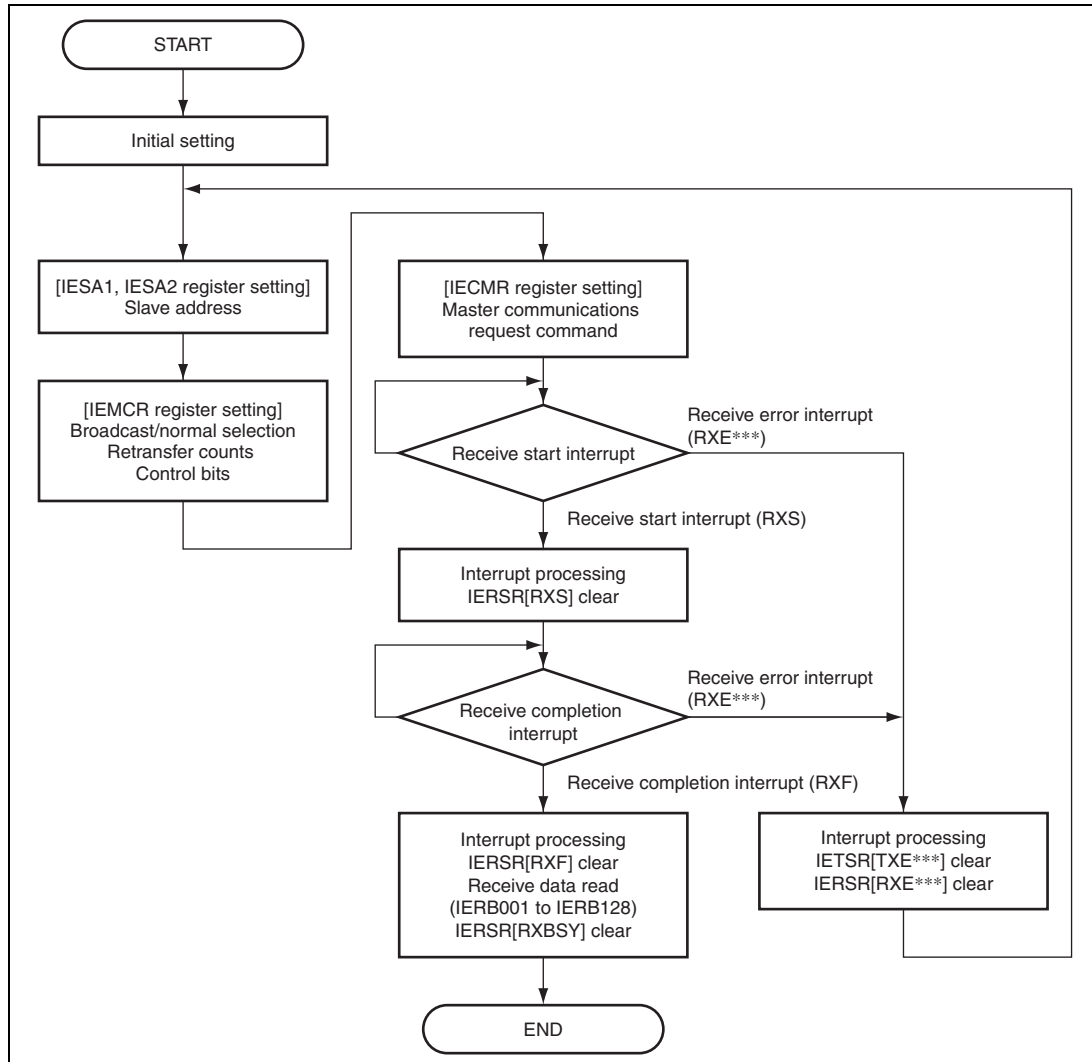 START
Initial setting
[IESA1, IESA2 register setting]
Slave address
[IEMCR register setting]
Broadcast/normal selection
Retransfer counts
Control bits
[IECMR register setting]
Master communications
request command
Receive start interrupt
Receive error interrupt
(RXE***)
Receive start interrupt (RXS)
Interrupt processing
IERSR[RXS] clear
Receive completion
interrupt
Receive error interrupt
(RXE***)
Receive completion interrupt (RXF)
Interrupt processing
IERSR[RXF] clear
Receive data read
(IERB001 to IERB128)
IERSR[RXBSY] clear
Interrupt processing
IETSR[TXE***] clear
IERSR[RXE***] clear
END